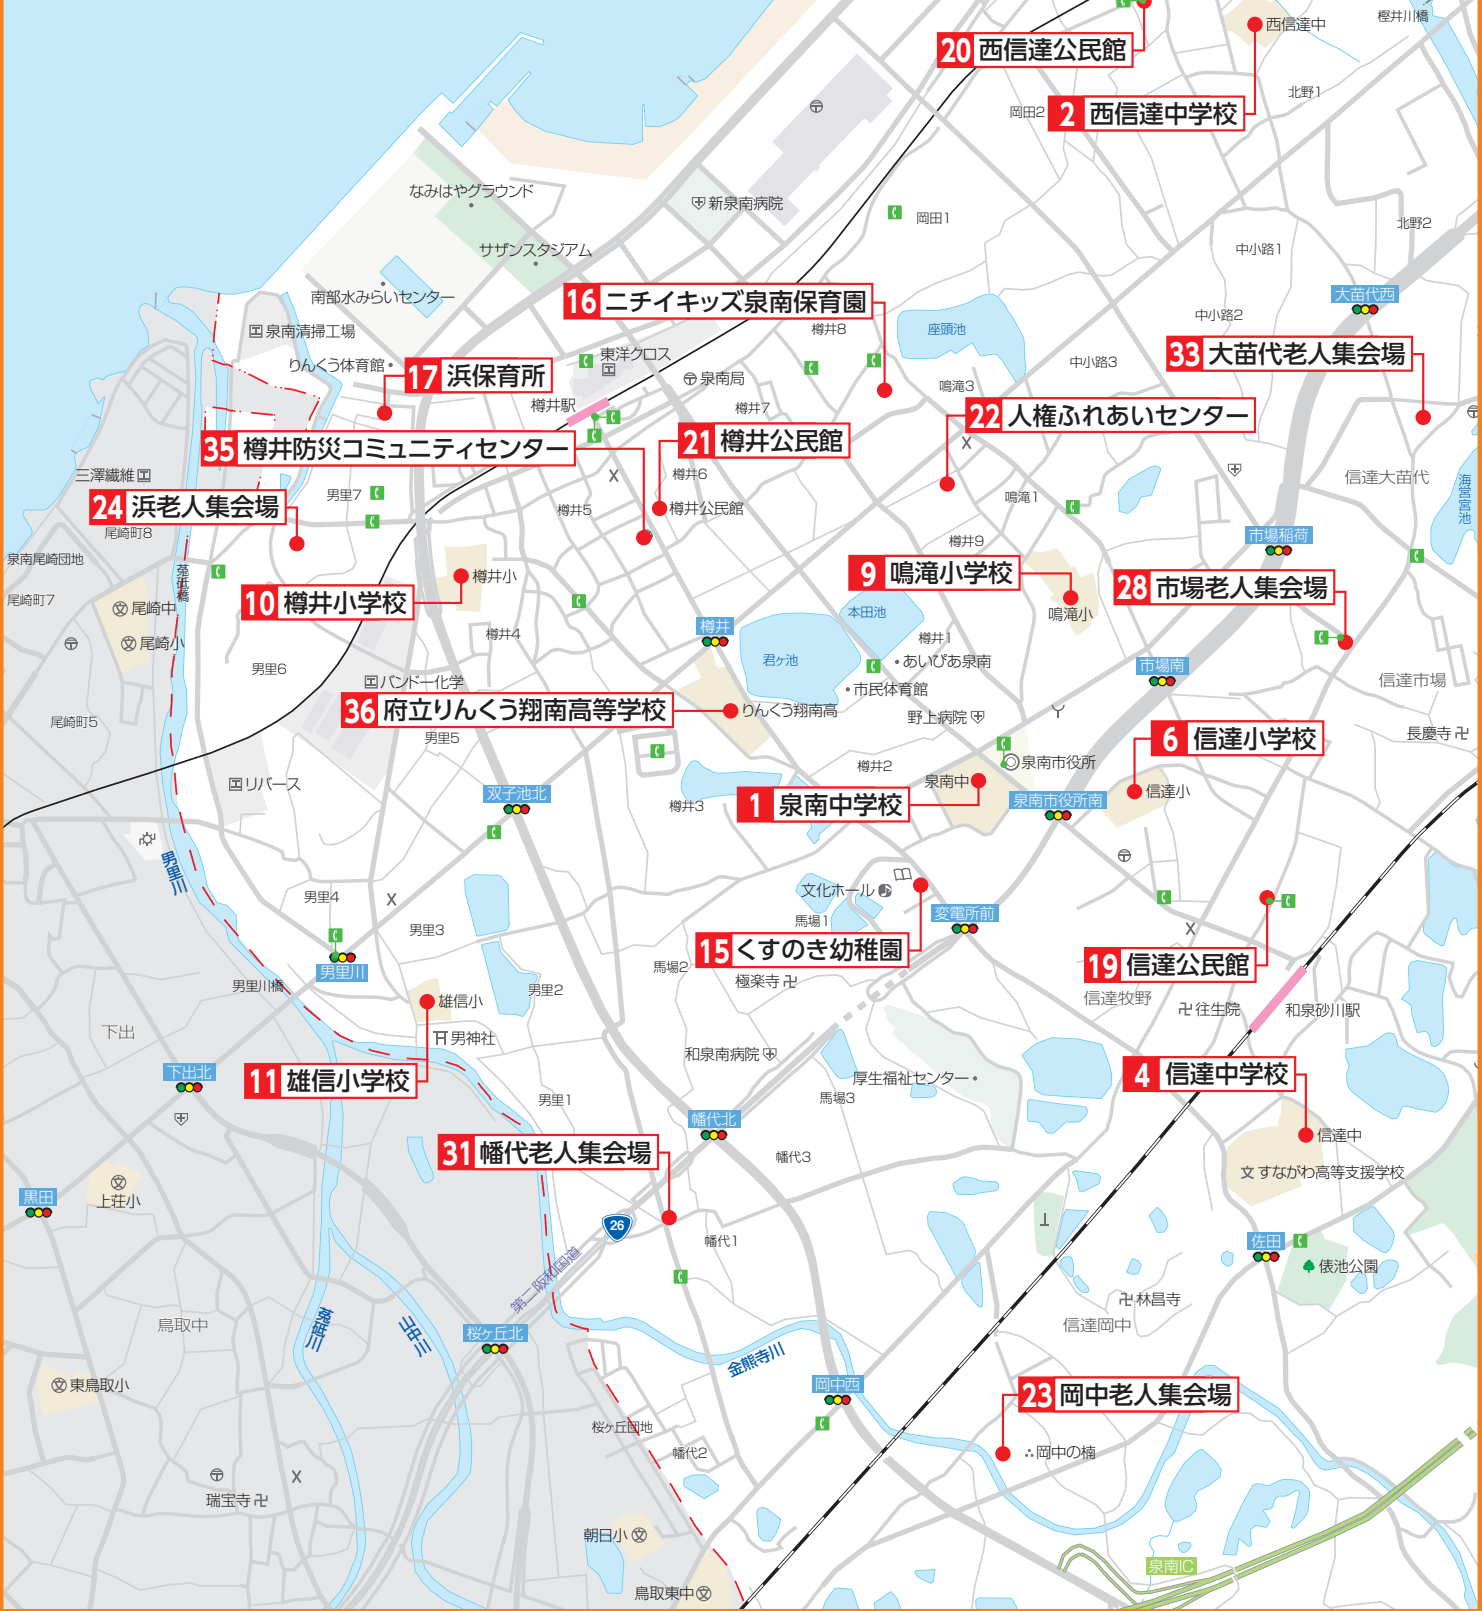 樫井川橋
西信達中
20 西信達公民館
北野1
岡田2
2 西信達中学校
なみはやグラウンド
新泉南病院
岡田1
北野2
サザンスタジアム
中小路1
南部水みらいセンター
16 ニチイキッズ泉南保育園
大苗代西
中小路2
泉南清掃工場
樽井8
座頭池
りんくう体育館
東洋クロス
中小路3
33 大苗代老人集会場
17 浜保育所
泉南局
鳴滝3
樽井駅
樽井7
22 人権ふれあいセンター
35 樽井防災コミュニティセンター
21 樽井公民館
三澤繊維
樽井6
信達大苗代
男里7
鳴滝1
海宮宮池
24 浜老人集会場
樽井5
樽井公民館
尾崎町8
樽井9
市場稲荷
泉南尾崎団地
菟砥橋
樽井小
9 鳴滝小学校
28 市場老人集会場
尾崎町7
尾崎中
10 樽井小学校
本田池
鳴滝小
樽井
樽井4
樽井1
尾崎小
君ヶ池
あいぴあ泉南
市場南
男里6
バンドー化学
市民体育館
信達市場
36 府立りんくう翔南高等学校
りんくう翔南高
野上病院
尾崎町5
男里5
6 信達小学校
長慶寺
樽井2
泉南市役所
リバース
双子池北
泉南中
信達小
樽井3
1 泉南中学校
泉南市役所南
男里川
文化ホール
男里4
変電所前
馬場1
男里3
15 くすのき幼稚園
男里川
馬場2
19 信達公民館
男里川橋
男里2
極楽寺
雄信小
信達牧野
往生院
和泉砂川駅
下出
男神社
和泉南病院
下出北
11 雄信小学校
厚生福祉センター
4 信達中学校
男里1
馬場3
幡代北
信達中
31 幡代老人集会場
幡代3
すながわ高等支援学校
黒田
上荘小
26
幡代1
佐田
第二阪和国道
俵池公園
林昌寺
鳥取中
菟砥川
山中川
桜ヶ丘北
信達岡中
金熊寺川
東鳥取小
岡中西
23 岡中老人集会場
桜ヶ丘団地
幡代2
岡中の楠
瑞宝寺
朝日小
泉南IC
鳥取東中